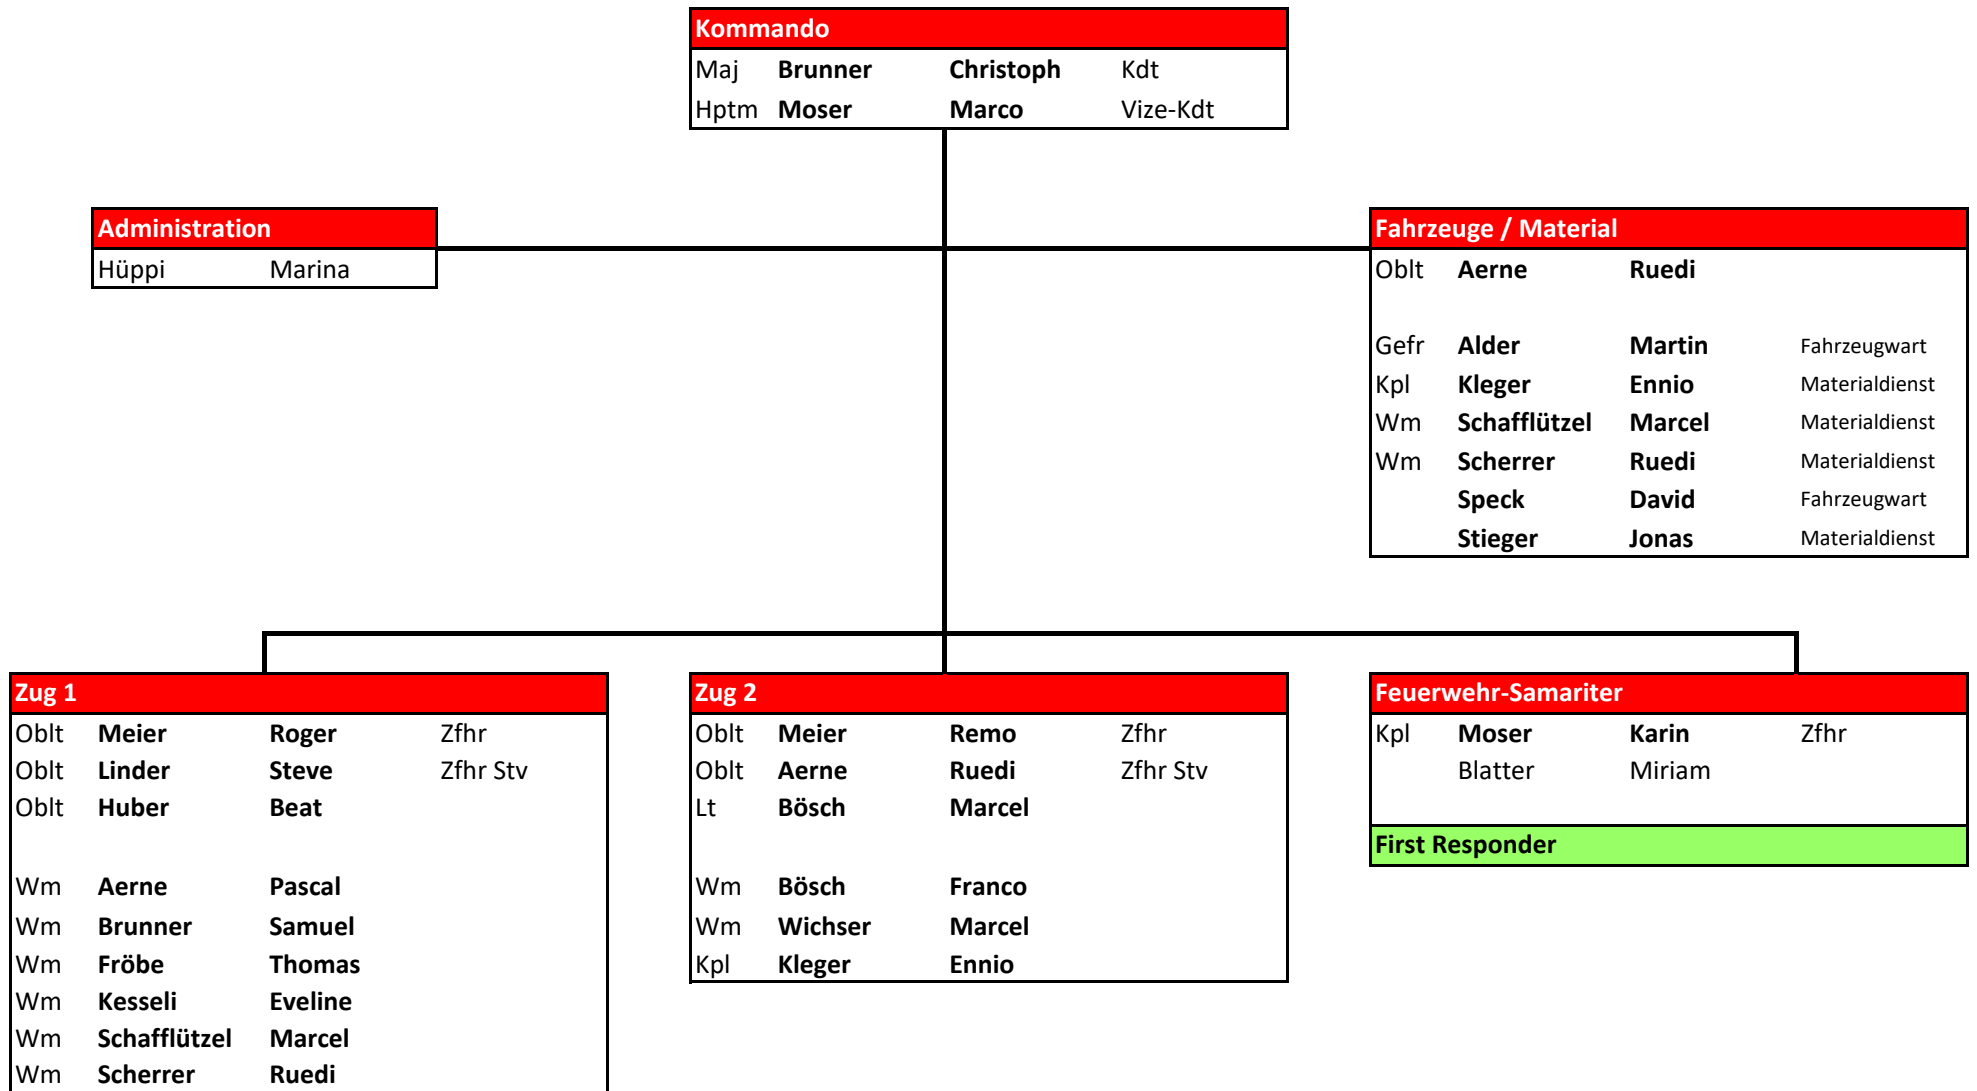 Kommando
Maj Brunner Christoph Kdt
Hptm Moser Marco Vize-Kdt
Administration
Hüppi Marina
Fahrzeuge / Material
Oblt Aerne Ruedi
Gefr Alder Martin Fahrzeugwart
Kpl Kleger Ennio Materialdienst
Wm Schafflützel Marcel Materialdienst
Wm Scherrer Ruedi Materialdienst
Speck David Fahrzeugwart
Stieger Jonas Materialdienst
Zug 1
Oblt Meier Roger Zfhr
Oblt Linder Steve Zfhr Stv
Oblt Huber Beat
Wm Aerne Pascal
Wm Brunner Samuel
Wm Fröbe Thomas
Wm Kesseli Eveline
Wm Schafflützel Marcel
Wm Scherrer Ruedi
Zug 2
Oblt Meier Remo Zfhr
Oblt Aerne Ruedi Zfhr Stv
Lt Bösch Marcel
Wm Bösch Franco
Wm Wichser Marcel
Kpl Kleger Ennio
Feuerwehr-Samariter
Kpl Moser Karin Zfhr
Blatter Miriam
First Responder